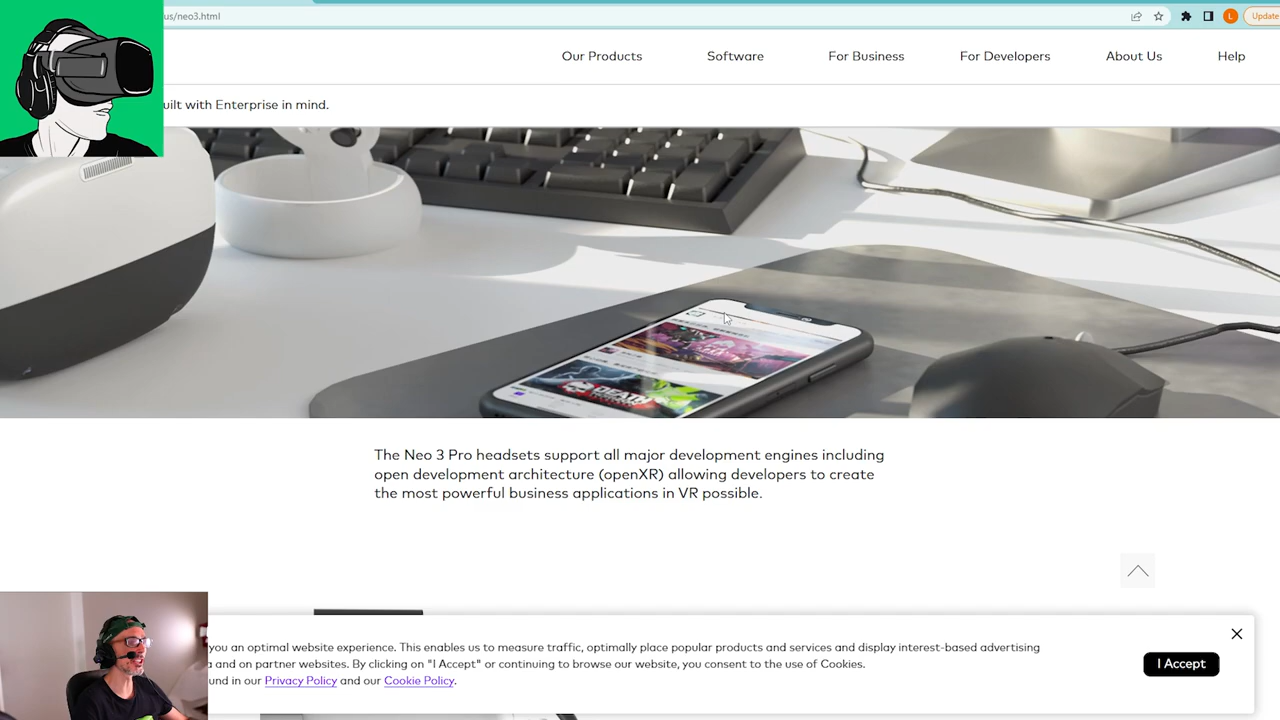 us/neo3.html
Update
Our Products Software For Business For Developers About Us Help
uilt with Enterprise in mind.
DEATH
The Neo 3 Pro headsets support all major development engines including
open development architecture (openXR) allowing developers to create
the most powerful business applications in VR possible.
you an optimal website experience. This enables us to measure traffic, optimally place popular products and services and display interest-based advertising
a and on partner websites. By clicking on "I Accept" or continuing to browse our website, you consent to the use of Cookies.
und in our Privacy Policy and our Cookie Policy.
I Accept